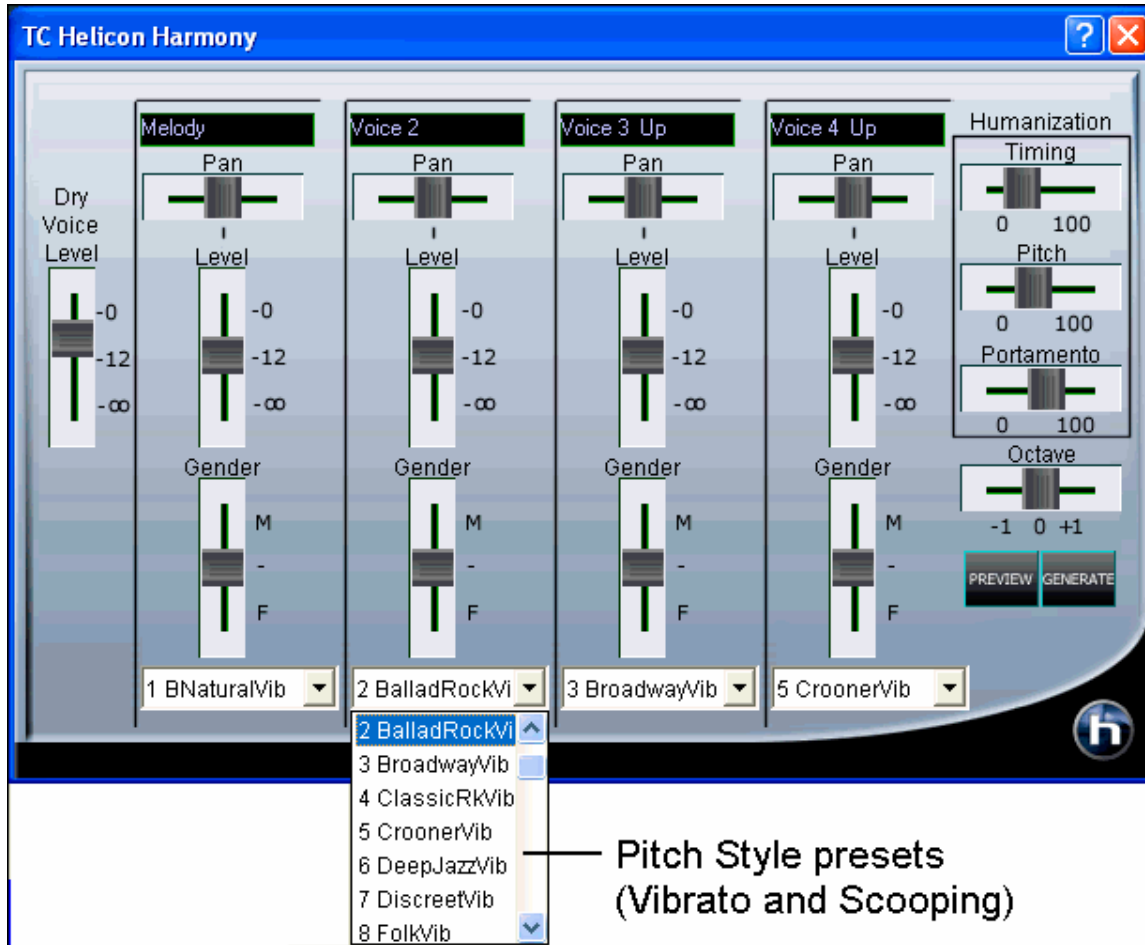 TC Helicon Harmony
?
X
Dry
Voice
Level
-0
-12
-∞
Melody
Pan
Level
-0
-12
-∞
Gender
M
-
F
1 BNaturalVib
Voice 2
Pan
Level
-0
-12
-∞
Gender
M
-
F
2 BalladRockVi
2 BalladRockVi
3 BroadwayVib
4 ClassicRkVib
5 CroonerVib
6 DeepJazzVib
7 DiscreetVib
8 FolkVib
Voice 3 Up
Pan
Level
-0
-12
-∞
Gender
M
-
F
3 BroadwayVib
Voice 4 Up
Pan
Level
-0
-12
-∞
Gender
M
-
F
5 CroonerVib
Humanization
Timing
0 100
Pitch
0 100
Portamento
0 100
Octave
-1 0 +1
PREVIEW GENERATE
h
Pitch Style presets
(Vibrato and Scooping)